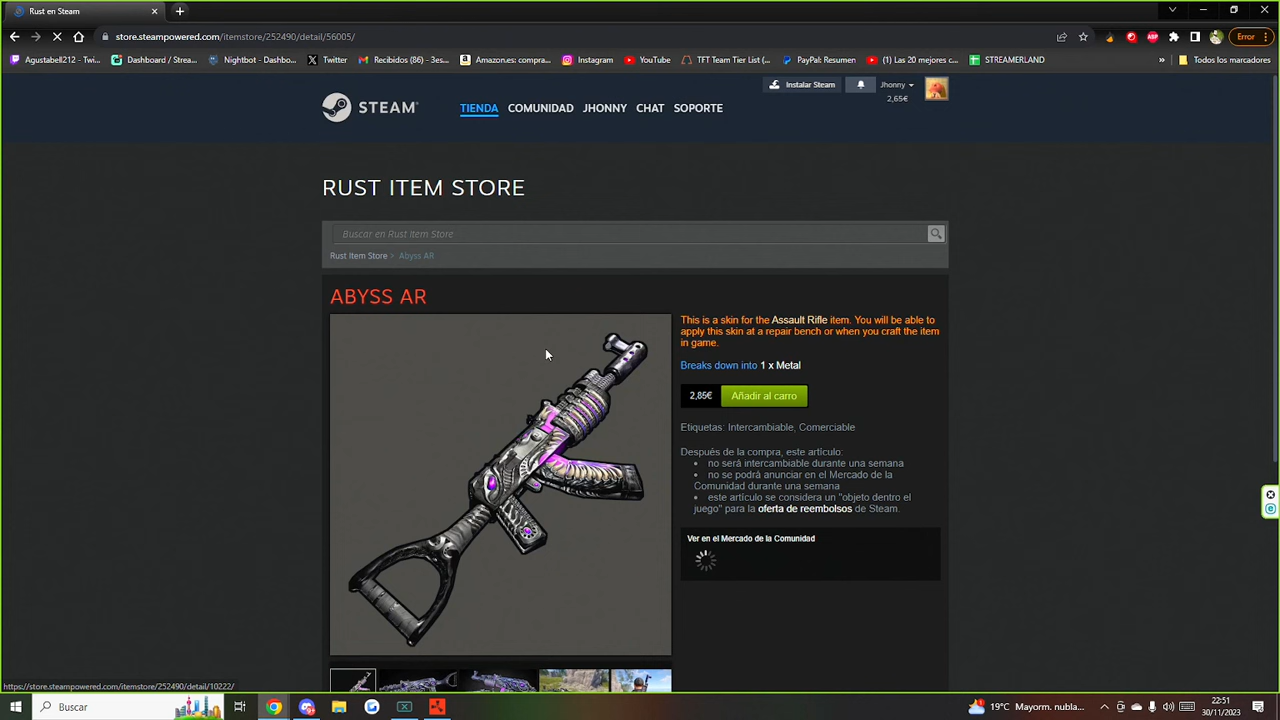 Rust en Steam
store.steampowered.com/itemstore/252490/detail/56005/
Error
Agustabell212 - Twi...
Dashboard / Strea...
Nightbot - Dashbo...
Twitter
Recibidos (86) - Ses...
Amazon.es: compra...
Instagram
YouTube
TFT Team Tier List (...
PayPal: Resumen
(1) Las 20 mejores c...
STREAMERLAND
»
Todos los marcadores
Instalar Steam
Jhonny
2,65€
STEAM
TIENDA COMUNIDAD JHONNY CHAT SOPORTE
RUST ITEM STORE
Buscar en Rust Item Store
Rust Item Store > Abyss AR
ABYSS AR
This is a skin for the Assault Rifle item. You will be able to
apply this skin at a repair bench or when you craft the item
in game.
Breaks down into 1 x Metal
2,85€ Añadir al carro
Etiquetas: Intercambiable, Comerciable
Después de la compra, este artículo:
• no será intercambiable durante una semana
• no se podrá anunciar en el Mercado de la
Comunidad durante una semana
• este artículo se considera un "objeto dentro el
juego" para la oferta de reembolsos de Steam.
Ver en el Mercado de la Comunidad
https://store.steampowered.com/itemstore/252490/detail/10222/
Buscar
19°C Mayorm. nubla...
22:51
30/11/2023